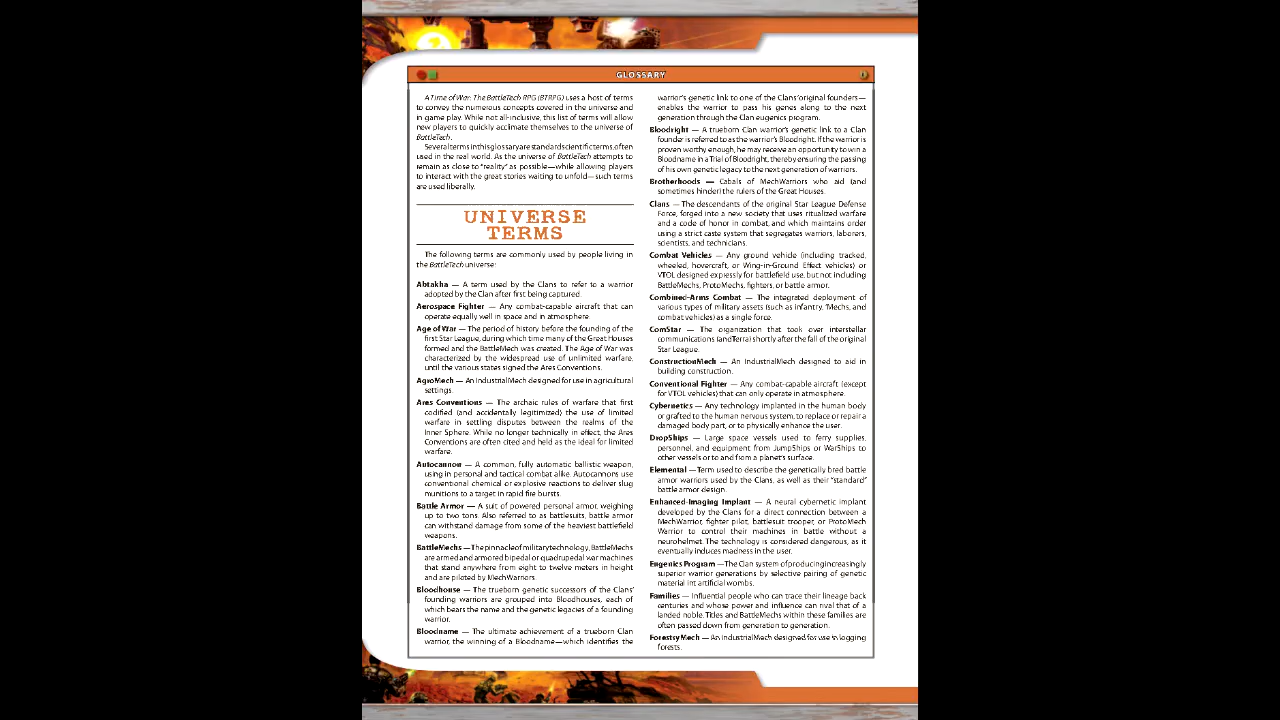 GLOSSARY
A Time of War: The BattleTech RPG (BTRPG) uses a host of terms
to convey the numerous concepts covered in the universe and
in game play. While not all-inclusive, this list of terms will allow
new players to quickly acclimate themselves to the universe of
BattleTech.
Several terms in this glossary are standard scientific terms, often
used in the real world. As the universe of BattleTech attempts to
remain as close to "reality" as possible—while allowing players
to interact with the great stories waiting to unfold—such terms
are used liberally.
UNIVERSE
TERMS
The following terms are commonly used by people living in
the BattleTech universe:
Abtakha — A term used by the Clans to refer to a warrior
adopted by the Clan after first being captured.
Aerospace Fighter — Any combat-capable aircraft that can
operate equally well in space and in atmosphere.
Age of War — The period of history before the founding of the
first Star League, during which time many of the Great Houses
formed and the BattleMech was created. The Age of War was
characterized by the widespread use of unlimited warfare,
until the various states signed the Ares Conventions.
AgroMech — An IndustrialMech designed for use in agricultural
settings.
Ares Conventions — The archaic rules of warfare that first
codified (and accidentally legitimized) the use of limited
warfare in settling disputes between the realms of the
Inner Sphere. While no longer technically in effect, the Ares
Conventions are often cited and held as the ideal for limited
warfare.
Autocannon — A common, fully automatic ballistic weapon,
using in personal and tactical combat alike. Autocannons use
conventional chemical or explosive reactions to deliver slug
munitions to a target in rapid fire bursts.
Battle Armor — A suit of powered personal armor, weighing
up to two tons. Also referred to as battlesuits, battle armor
can withstand damage from some of the heaviest battlefield
weapons.
BattleMechs — The pinnacle of military technology, BattleMechs
are armed and armored bipedal or quadrupedal war machines
that stand anywhere from eight to twelve meters in height
and are piloted by MechWarriors.
Bloodhouse — The trueborn genetic successors of the Clans'
founding warriors are grouped into Bloodhouses, each of
which bears the name and the genetic legacies of a founding
warrior.
Bloodname — The ultimate achievement of a trueborn Clan
warrior, the winning of a Bloodname—which identifies the
warrior's genetic link to one of the Clans' original founders—
enables the warrior to pass his genes along to the next
generation through the Clan eugenics program.
Bloodright — A trueborn Clan warrior's genetic link to a Clan
founder is referred to as the warrior's Bloodright. If the warrior is
proven worthy enough, he may receive an opportunity to win a
Bloodname in a Trial of Bloodright, thereby ensuring the passing
of his own genetic legacy to the next generation of warriors.
Brotherhoods — Cabals of MechWarriors who aid (and
sometimes hinder) the rulers of the Great Houses.
Clans — The descendants of the original Star League Defense
Force, forged into a new society that uses ritualized warfare
and a code of honor in combat, and which maintains order
using a strict caste system that segregates warriors, laborers,
scientists, and technicians.
Combat Vehicles — Any ground vehicle (including tracked,
wheeled, hovercraft, or Wing-in-Ground Effect vehicles) or
VTOL designed expressly for battlefield use, but not including
BattleMechs, ProtoMechs, fighters, or battle armor.
Combined-Arms Combat — The integrated deployment of
various types of military assets (such as infantry, 'Mechs, and
combat vehicles) as a single force.
ComStar — The organization that took over interstellar
communications (and Terra) shortly after the fall of the original
Star League.
ConstructionMech — An IndustrialMech designed to aid in
building construction.
Conventional Fighter — Any combat-capable aircraft (except
for VTOL vehicles) that can only operate in atmosphere.
Cybernetics — Any technology implanted in the human body
or grafted to the human nervous system, to replace or repair a
damaged body part, or to physically enhance the user.
DropShips — Large space vessels used to ferry supplies,
personnel, and equipment from JumpShips or WarShips to
other vessels or to and from a planet's surface.
Elemental — Term used to describe the genetically bred battle
armor warriors used by the Clans, as well as their "standard"
battle armor design.
Enhanced-Imaging Implant — A neural cybernetic implant
developed by the Clans for a direct connection between a
MechWarrior, fighter pilot, battlesuit trooper, or ProtoMech
Warrior to control their machines in battle without a
neurohelmet. The technology is considered dangerous, as it
eventually induces madness in the user.
Eugenics Program — The Clan system of producing increasingly
superior warrior generations by selective pairing of genetic
material int artificial wombs.
Families — Influential people who can trace their lineage back
centuries and whose power and influence can rival that of a
landed noble. Titles and BattleMechs within these families are
often passed down from generation to generation.
ForestryMech — An IndustrialMech designed for use in logging
forests.